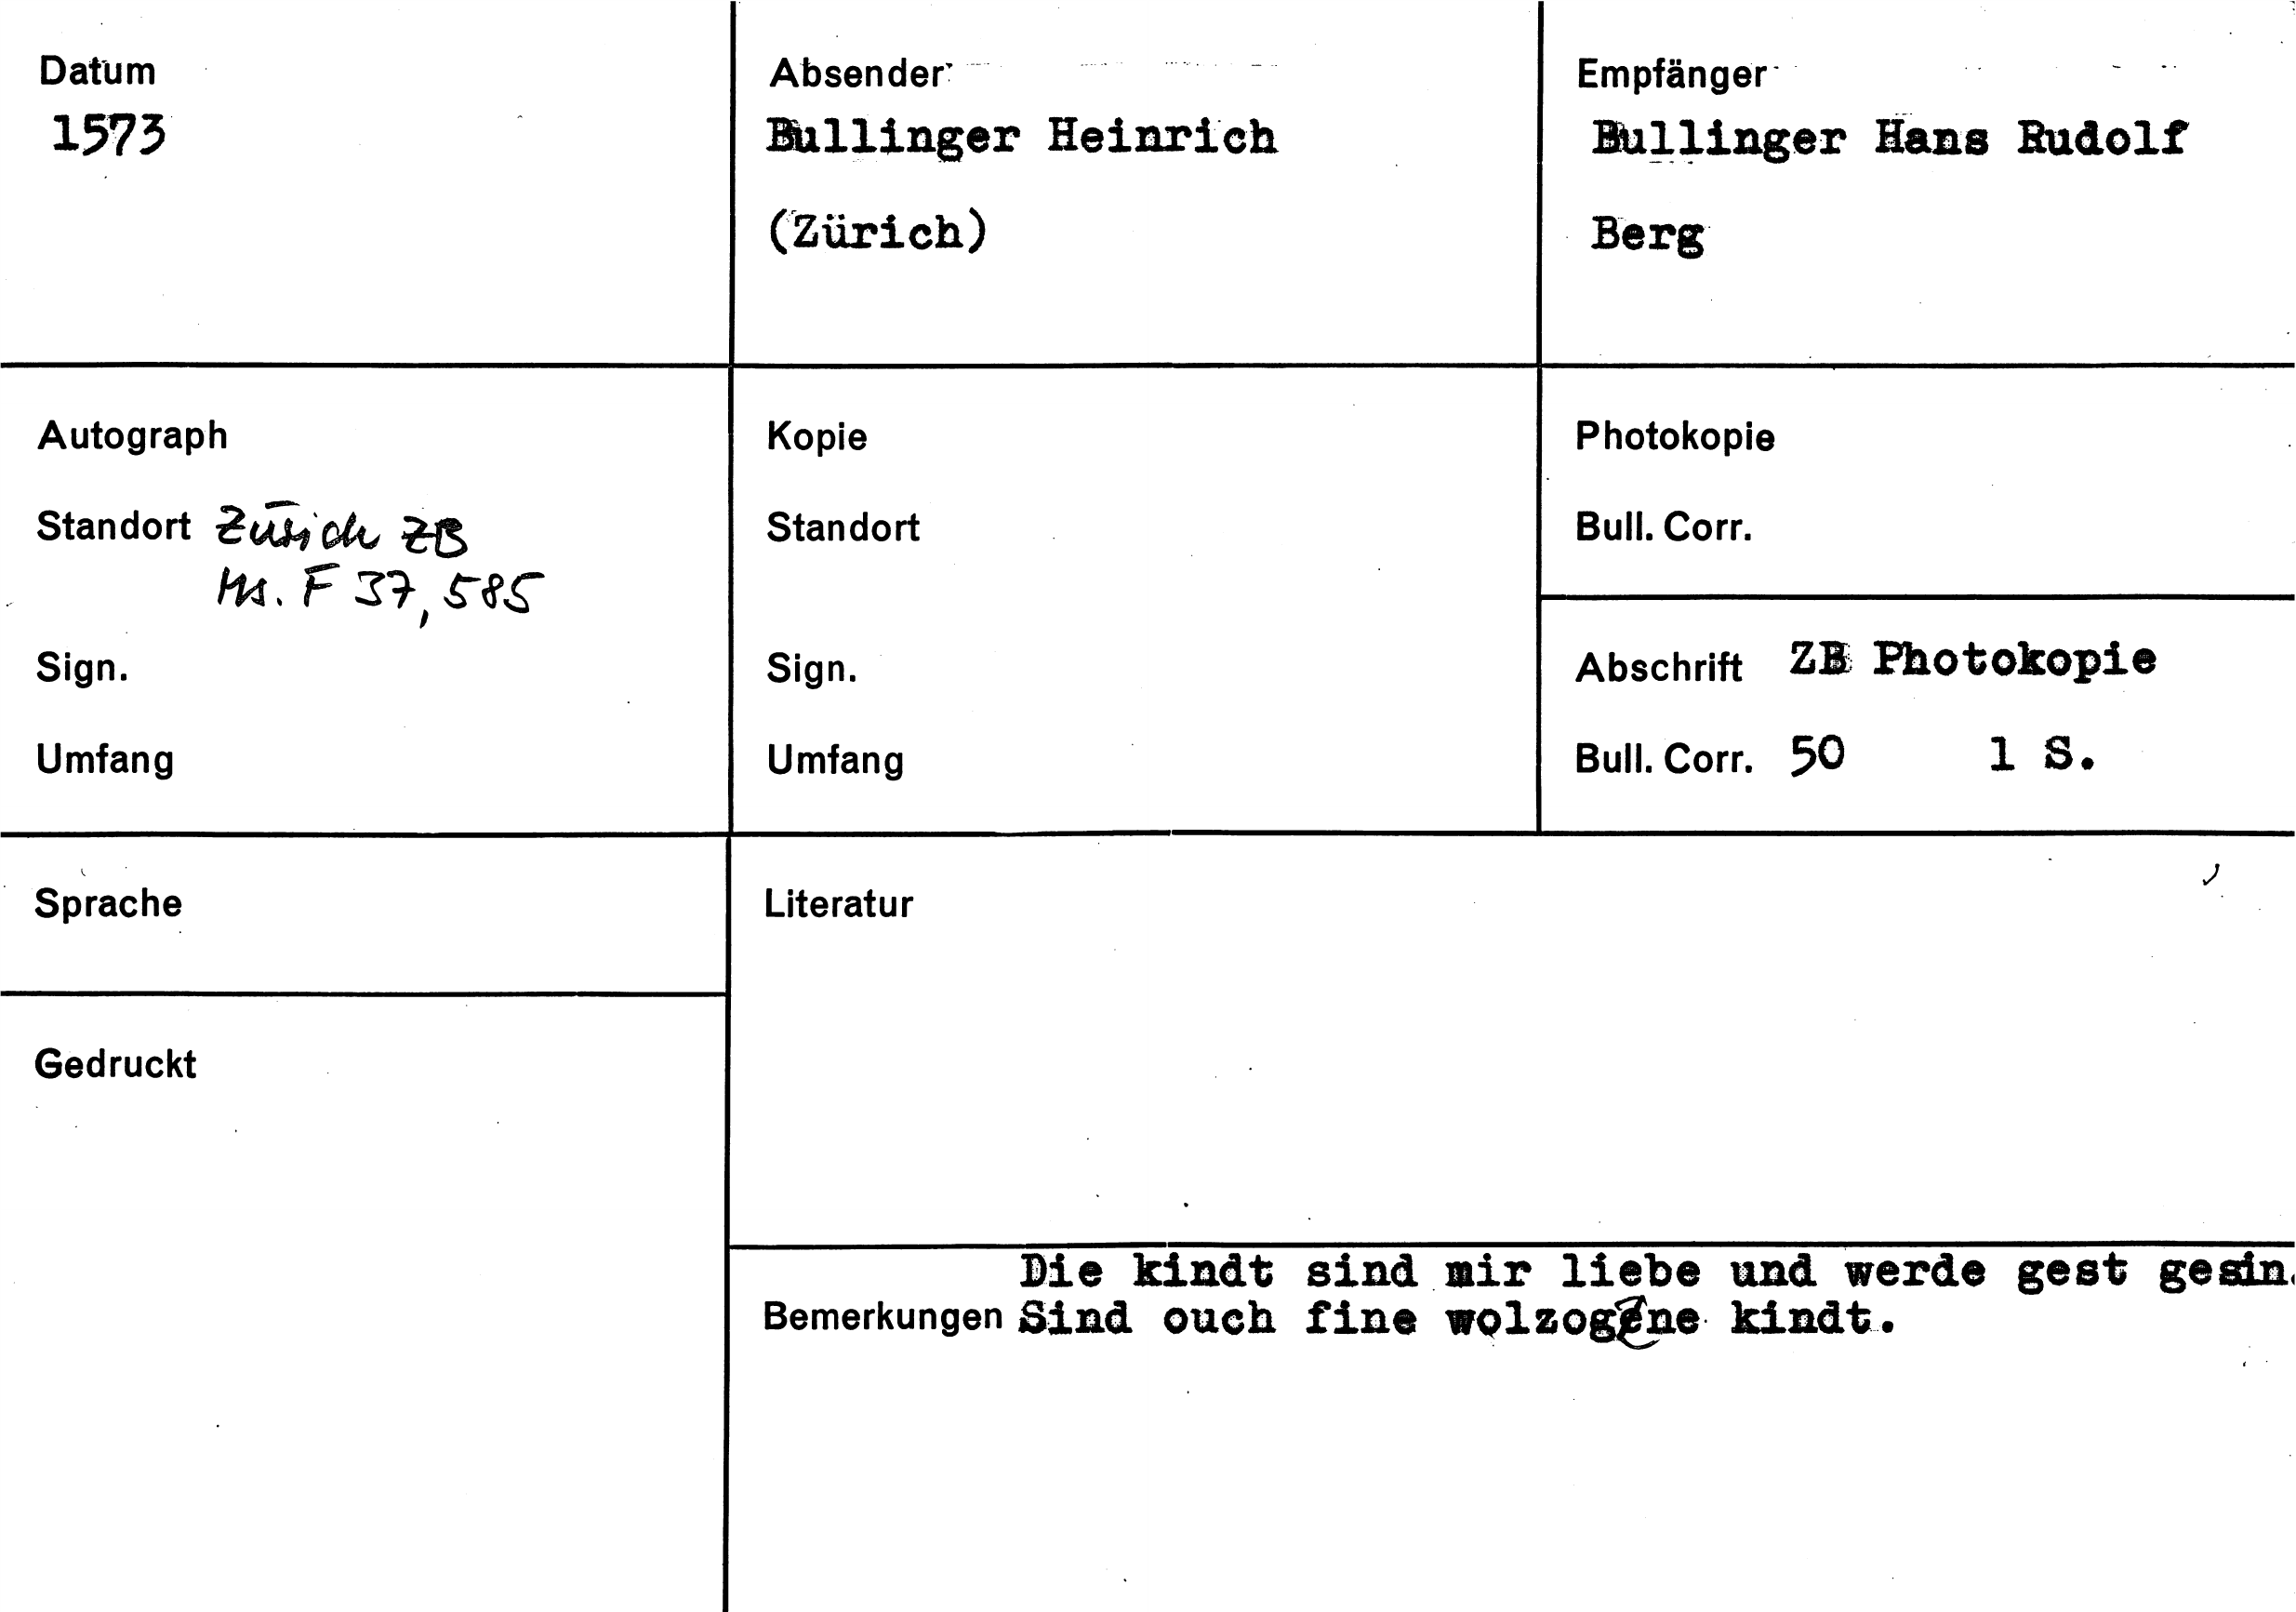 Datum
1573
Absender
Bullinger Heinrich
(Zürich)
Empfänger
Bullinger Hans Rudolf
Berg
Autograph
Standort Zürich ZB
Ms. F 37, 585
Sign.
Umfang
Kopie
Standort
Sign.
Umfang
Photokopie
Bull. Corr.
Abschrift ZB Photokopie
Bull. Corr. 50 1 S.
Sprache
Gedruckt
Literatur
Die kindt sind mir liebe und werde gest gesin.
Bemerkungen Sind ouch fine wolzogene kindt.